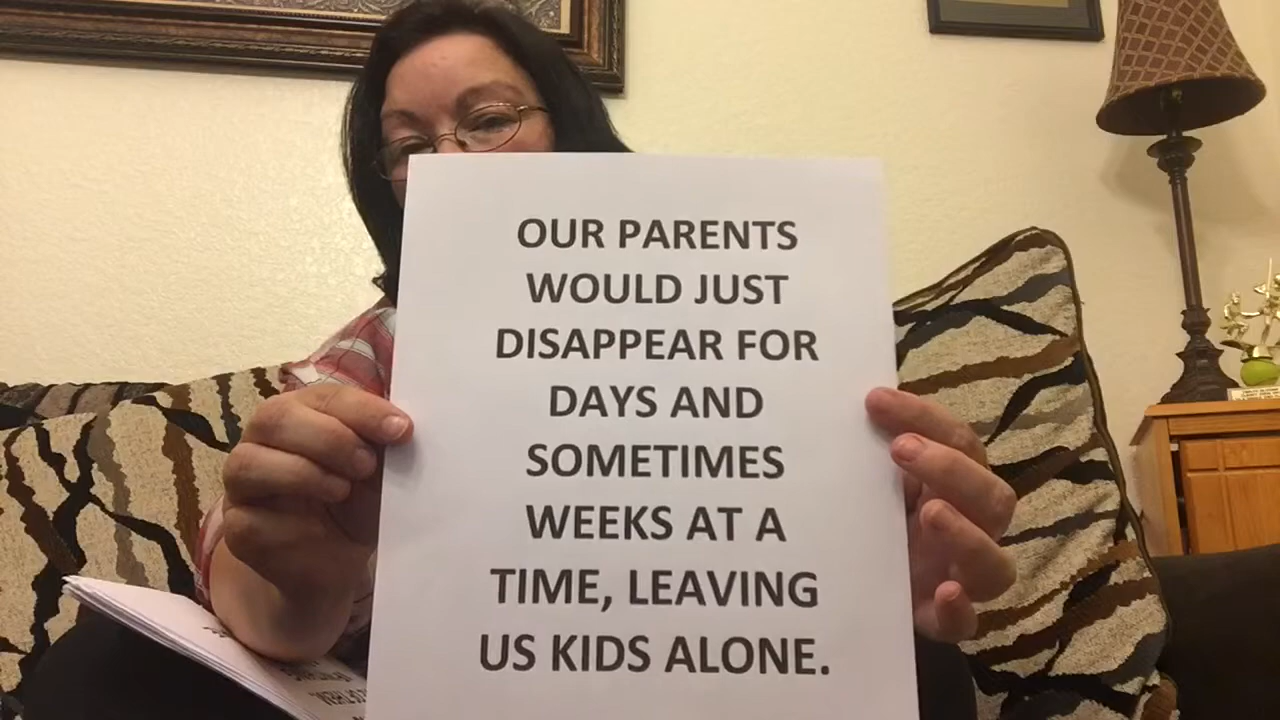 OUR PARENTS
WOULD JUST
DISAPPEAR FOR
DAYS AND
SOMETIMES
WEEKS AT A
TIME, LEAVING
US KIDS ALONE.